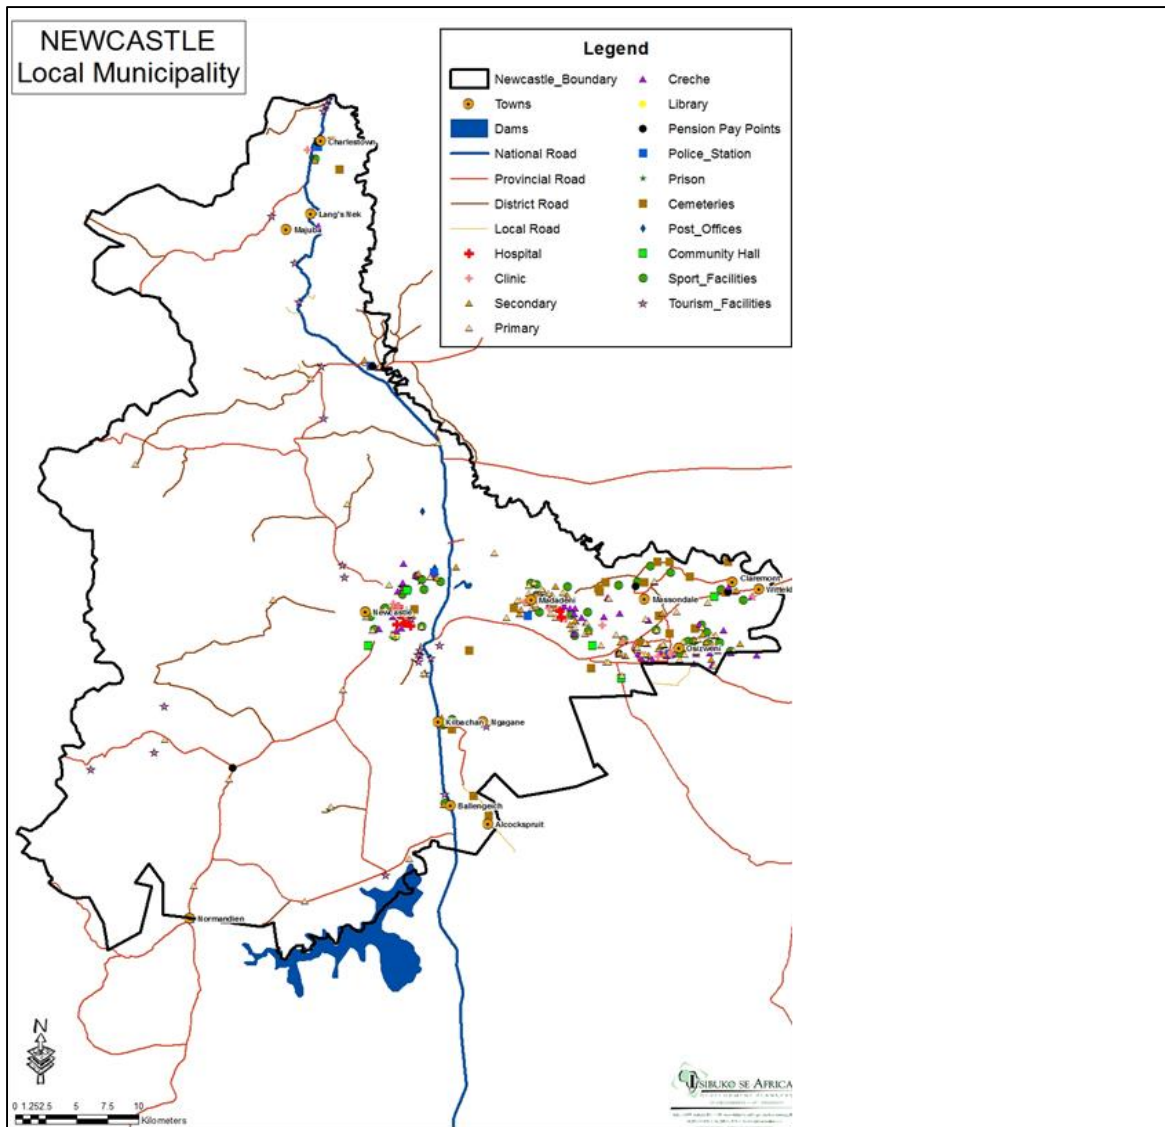 NEWCASTLE
Local Municipality
Legend
Newcastle_Boundary
Towns
Dams
National Road
Provincial Road
District Road
Local Road
Hospital
Clinic
Secondary
Primary
Creche
Library
Pension Pay Points
Police_Station
Prison
Cemeteries
Post_Offices
Community Hall
Sport_Facilities
Tourism_Facilities
Charlestown
Lang's Nek
Majuba
Claremont
Madadeni
Massondale
Newcastle
Osizweni
Ngagane
Ballengeich
Alcockspruit
Normandien
N
0 1.25 2.5 5 7.5 10
Kilometers
ISIBUKO SE AFRICA